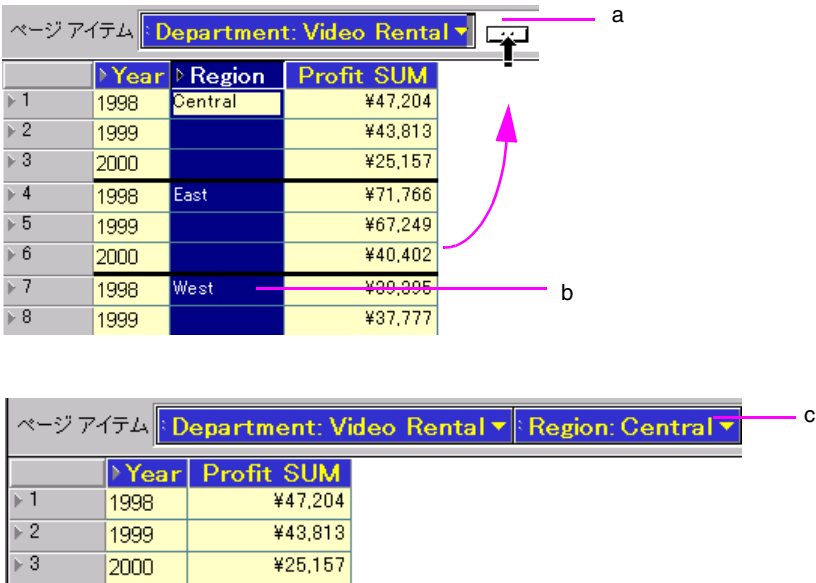 ページ アイテム Department: Video Rental a
Year Region Profit SUM
1 1998 Central ¥47,204
2 1999 ¥43,813
3 2000 ¥25,157
4 1998 East ¥71,766
5 1999 ¥67,249
6 2000 ¥40,402
7 1998 West ¥39,395 b
8 1999 ¥37,777
ページ アイテム Department: Video Rental Region: Central c
Year Profit SUM
1 1998 ¥47,204
2 1999 ¥43,813
3 2000 ¥25,157